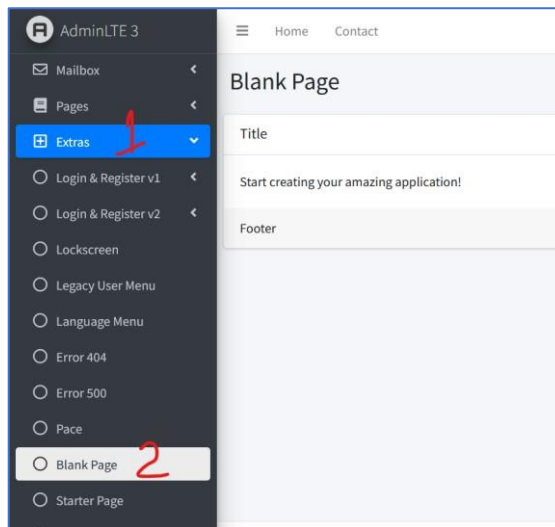 AdminLTE 3
Mailbox
Pages
1
Extras
Login & Register v1
Login & Register v2
Lockscreen
Legacy User Menu
Language Menu
Error 404
Error 500
Pace
Blank Page
2
Starter Page
Home Contact
Blank Page
Title
Start creating your amazing application!
Footer